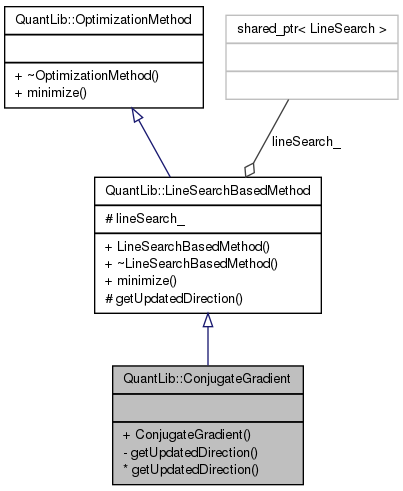 QuantLib::OptimizationMethod
+ ~OptimizationMethod()
+ minimize()
shared_ptr< LineSearch >
lineSearch_
QuantLib::LineSearchBasedMethod
# lineSearch_
+ LineSearchBasedMethod()
+ ~LineSearchBasedMethod()
+ minimize()
# getUpdatedDirection()
QuantLib::ConjugateGradient
+ ConjugateGradient()
- getUpdatedDirection()
* getUpdatedDirection()